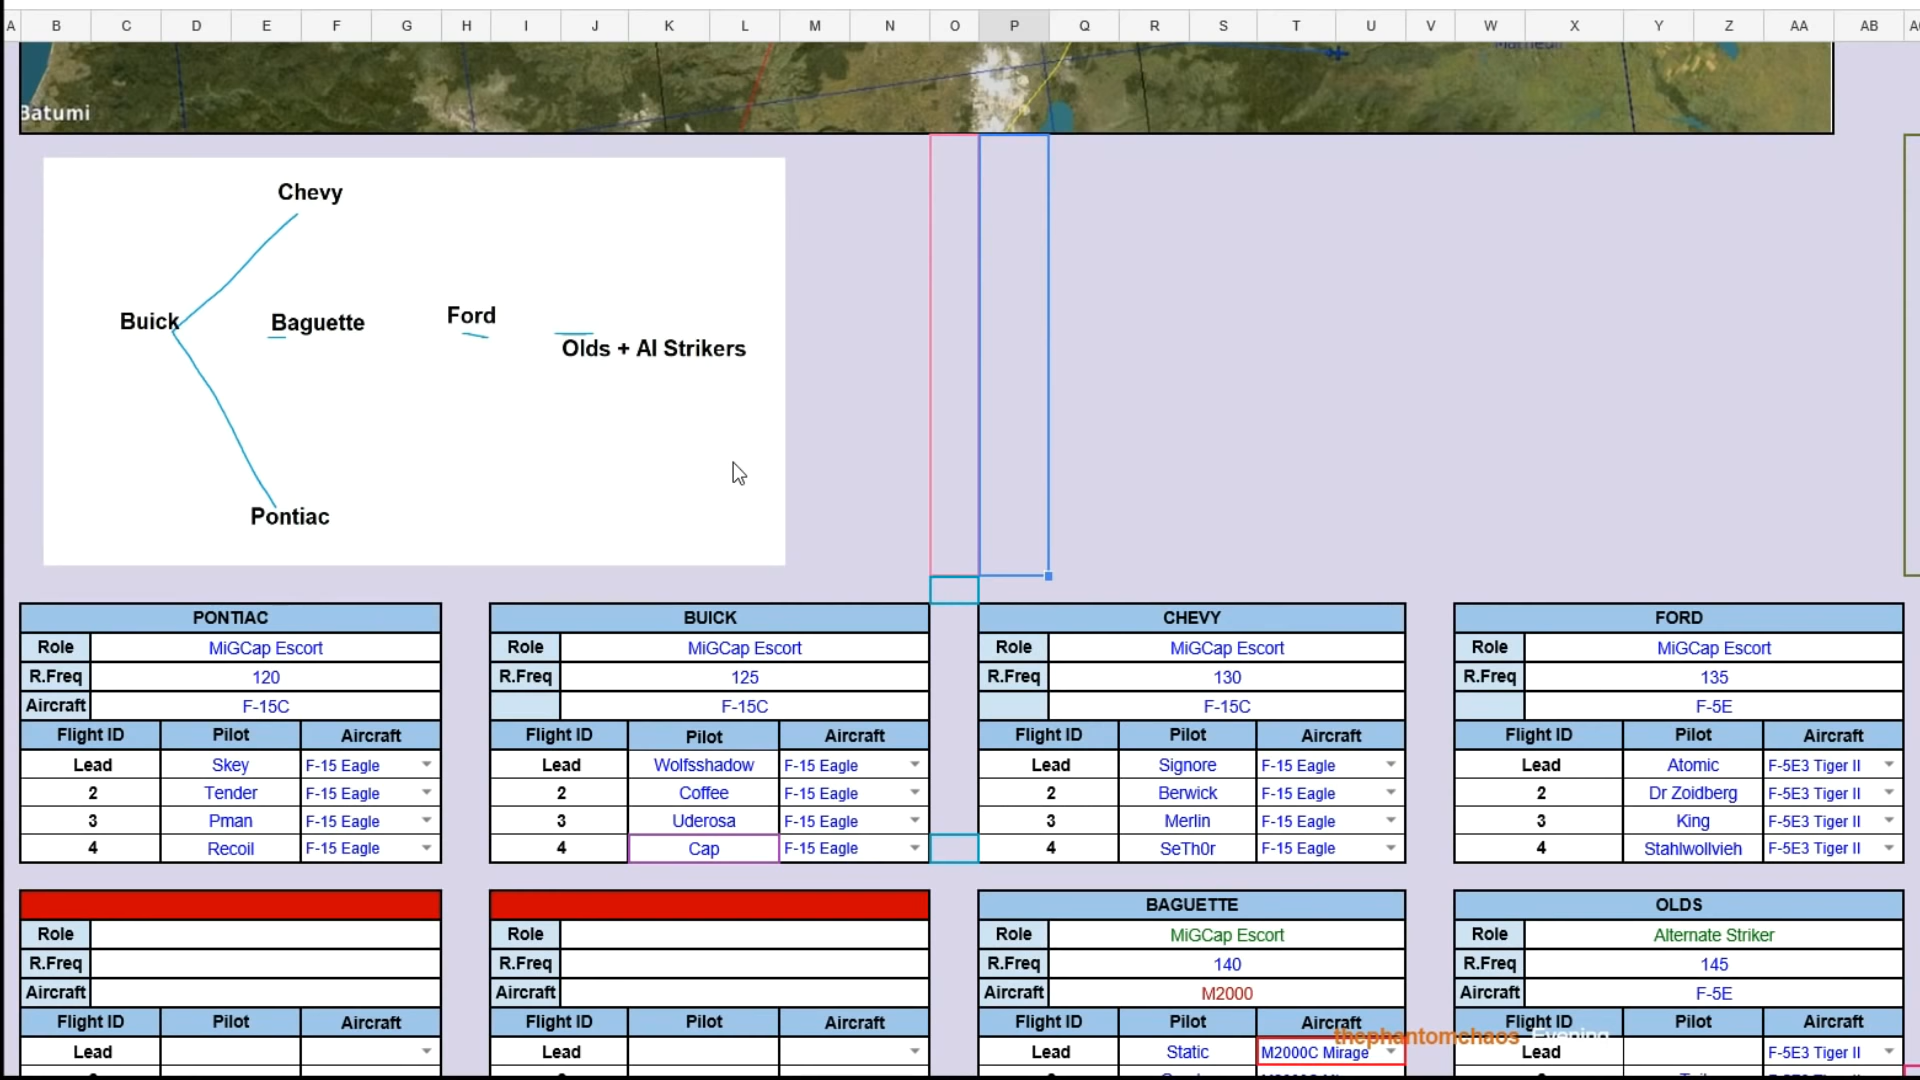 A B C D E F G H I J K L M N O P Q R S T U V W X Y Z AA AB
Batumi
Chevy
Buick Baguette Ford
Olds + AI Strikers
Pontiac
PONTIAC BUICK CHEVY FORD
Role MiGCap Escort Role MiGCap Escort Role MiGCap Escort Role MiGCap Escort
R.Freq 120 R.Freq 125 R.Freq 130 R.Freq 135
Aircraft F-15C F-15C F-15C F-5E
Flight ID Pilot Aircraft Flight ID Pilot Aircraft Flight ID Pilot Aircraft Flight ID Pilot Aircraft
Lead Skey F-15 Eagle Lead Wolfsshadow F-15 Eagle Lead Signore F-15 Eagle Lead Atomic F-5E3 Tiger II
2 Tender F-15 Eagle 2 Coffee F-15 Eagle 2 Berwick F-15 Eagle 2 Dr Zoidberg F-5E3 Tiger II
3 Pman F-15 Eagle 3 Uderosa F-15 Eagle 3 Merlin F-15 Eagle 3 King F-5E3 Tiger II
4 Recoil F-15 Eagle 4 Cap F-15 Eagle 4 SeTh0r F-15 Eagle 4 Stahlwollvieh F-5E3 Tiger II
BAGUETTE OLDS
Role Role Role MiGCap Escort Role Alternate Striker
R.Freq R.Freq R.Freq 140 R.Freq 145
Aircraft Aircraft Aircraft M2000 Aircraft F-5E
Flight ID Pilot Aircraft Flight ID Pilot Aircraft Flight ID Pilot Aircraft Flight ID Pilot Aircraft
thephantomchaos Evening
Lead Lead Lead Static M2000C Mirage Lead F-5E3 Tiger II